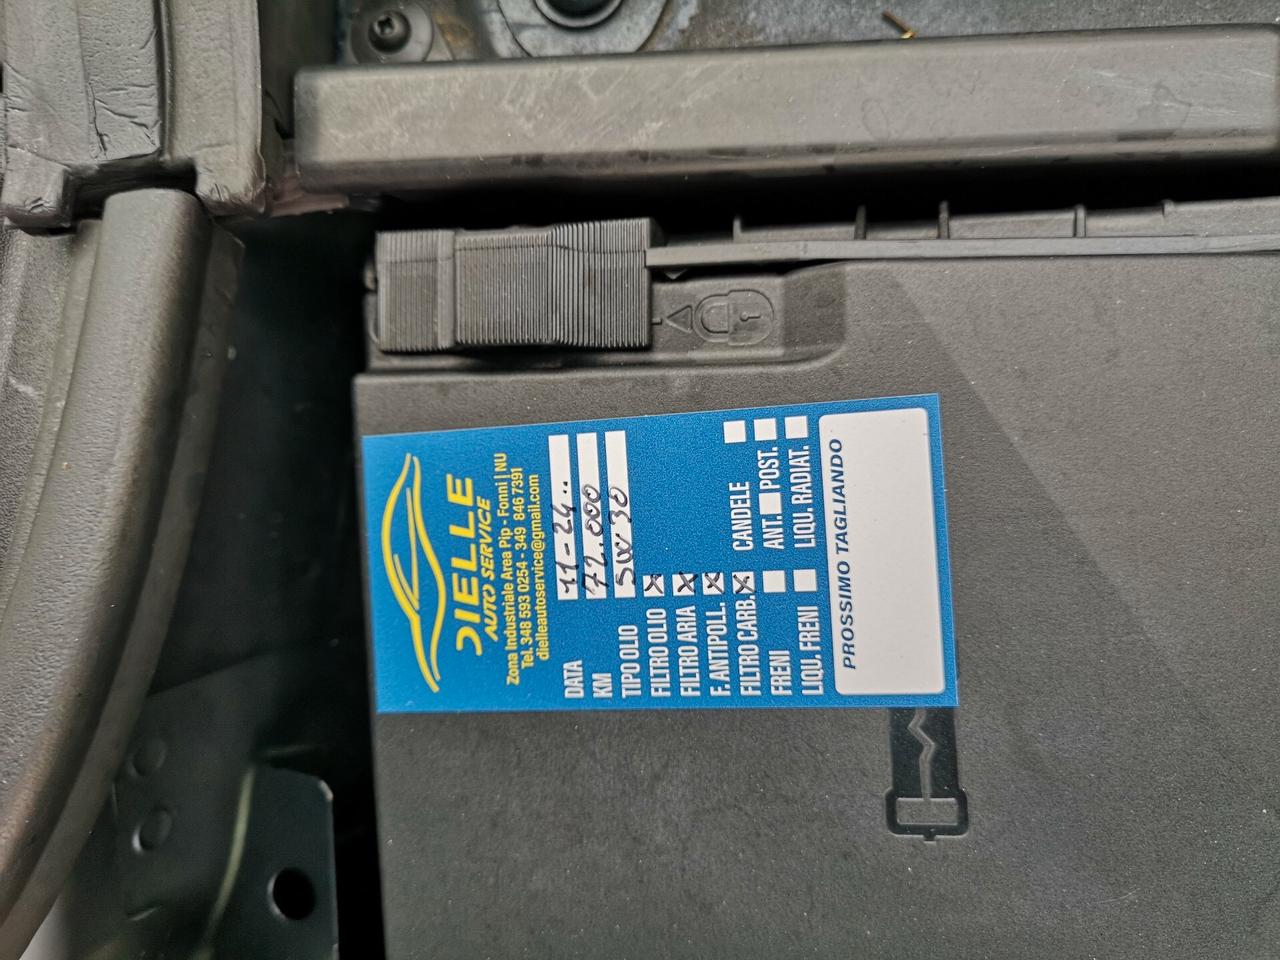 DIELLE
AUTO SERVICE
Zona Industriale Area Pip - Fonni | NU
Tel. 348 593 0254 - 349 846 7391
dielleautoservice@gmail.com
DATA 11-24..
KM 72.000
TIPO OLIO 5W30
FILTRO OLIO X
FILTRO ARIA X
F. ANTIPOLL. X
FILTRO CARB. X CANDELE
FRENI ANT. POST.
LIQU. FRENI LIQU. RADIAT.
PROSSIMO TAGLIANDO